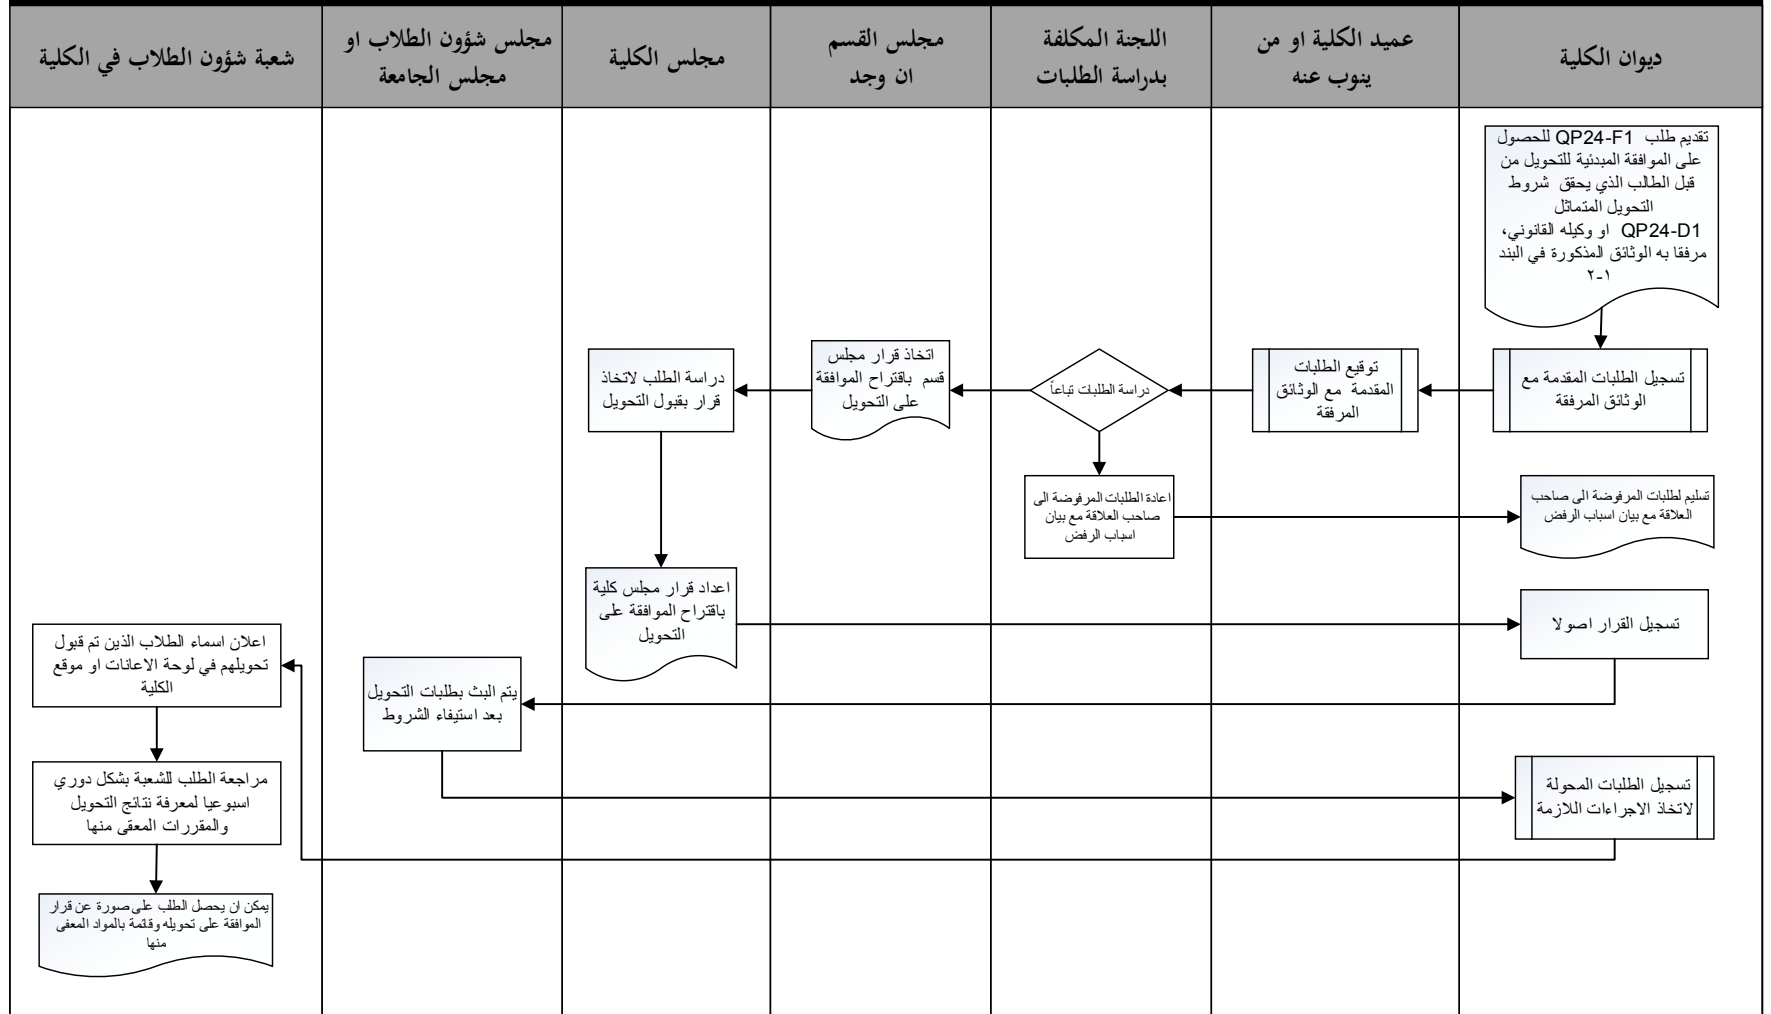 ديوان الكلية
عميد الكلية او من
ينوب عنه
اللجنة المكلفة
بدراسة الطلبات
مجلس القسم
ان وجد
مجلس الكلية
مجلس شؤون الطلاب او
مجلس الجامعة
شعبة شؤون الطلاب في الكلية
تقديم طلب QP24-F1 للحصول
على الموافقة المبدئية للتحويل من
قبل الطالب الذي يحقق شروط
التحويل المتماثل
QP24-D1 او وكيله القانوني،
مرفقا به الوثائق المذكورة في البند
٢-١
تسجيل الطلبات المقدمة مع
الوثائق المرفقة
توقيع الطلبات
المقدمة مع الوثائق
المرفقة
دراسة الطلبات تباعاً
اتخاذ قرار مجلس
قسم باقتراح الموافقة
على التحويل
دراسة الطلب لاتخاذ
قرار بقبول التحويل
اعادة الطلبات المرفوضة الى
صاحب العلاقة مع بيان
اسباب الرفض
تسليم لطلبات المرفوضة الى صاحب
العلاقة مع بيان اسباب الرفض
اعداد قرار مجلس كلية
باقتراح الموافقة على
التحويل
تسجيل القرار اصولا
يتم البث بطلبات التحويل
بعد استيفاء الشروط
تسجيل الطلبات المحولة
لاتخاذ الاجراءات اللازمة
اعلان اسماء الطلاب الذين تم قبول
تحويلهم في لوحة الاعانات او موقع
الكلية
مراجعة الطلب للشعبة بشكل دوري
اسبوعيا لمعرفة نتائج التحويل
والمقررات المعفى منها
يمكن ان يحصل الطلب على صورة عن قرار
الموافقة على تحويله وقائمة بالمواد المعفى
منها